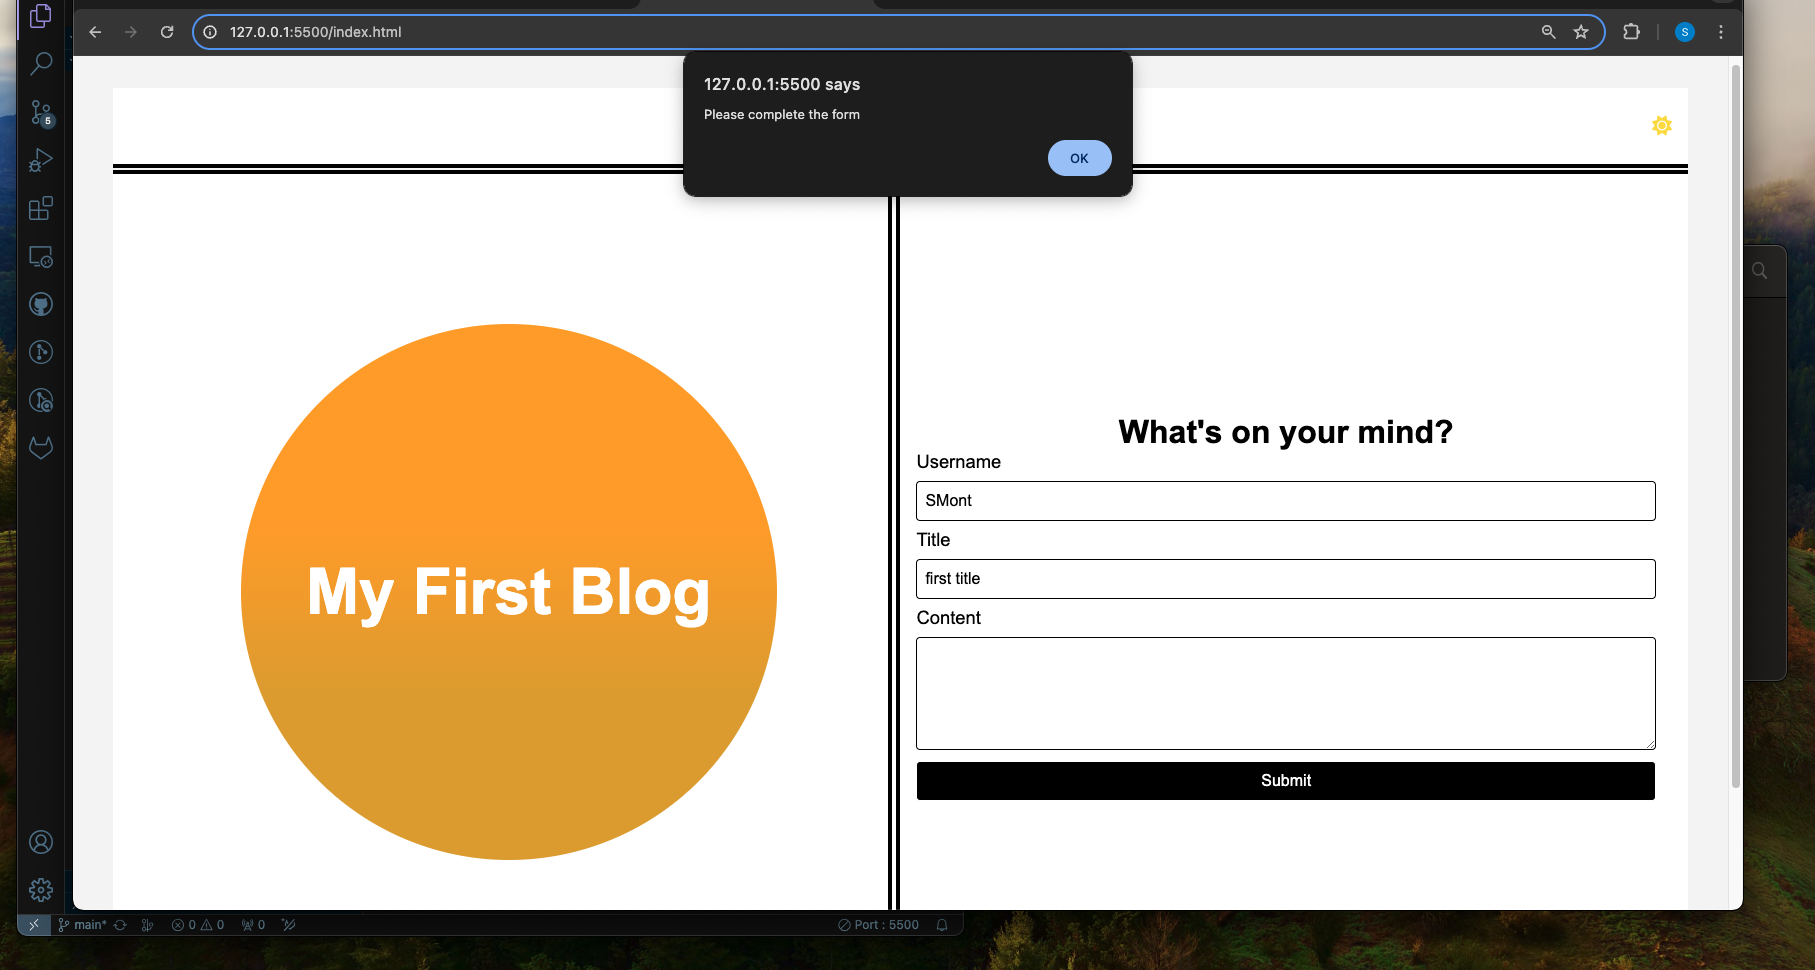 127.0.0.1:5500/index.html
S
127.0.0.1:5500 says
Please complete the form
OK
5
My First Blog
What's on your mind?
Username
SMont
Title
first title
Content
Submit
main* 0 0 0 Port : 5500